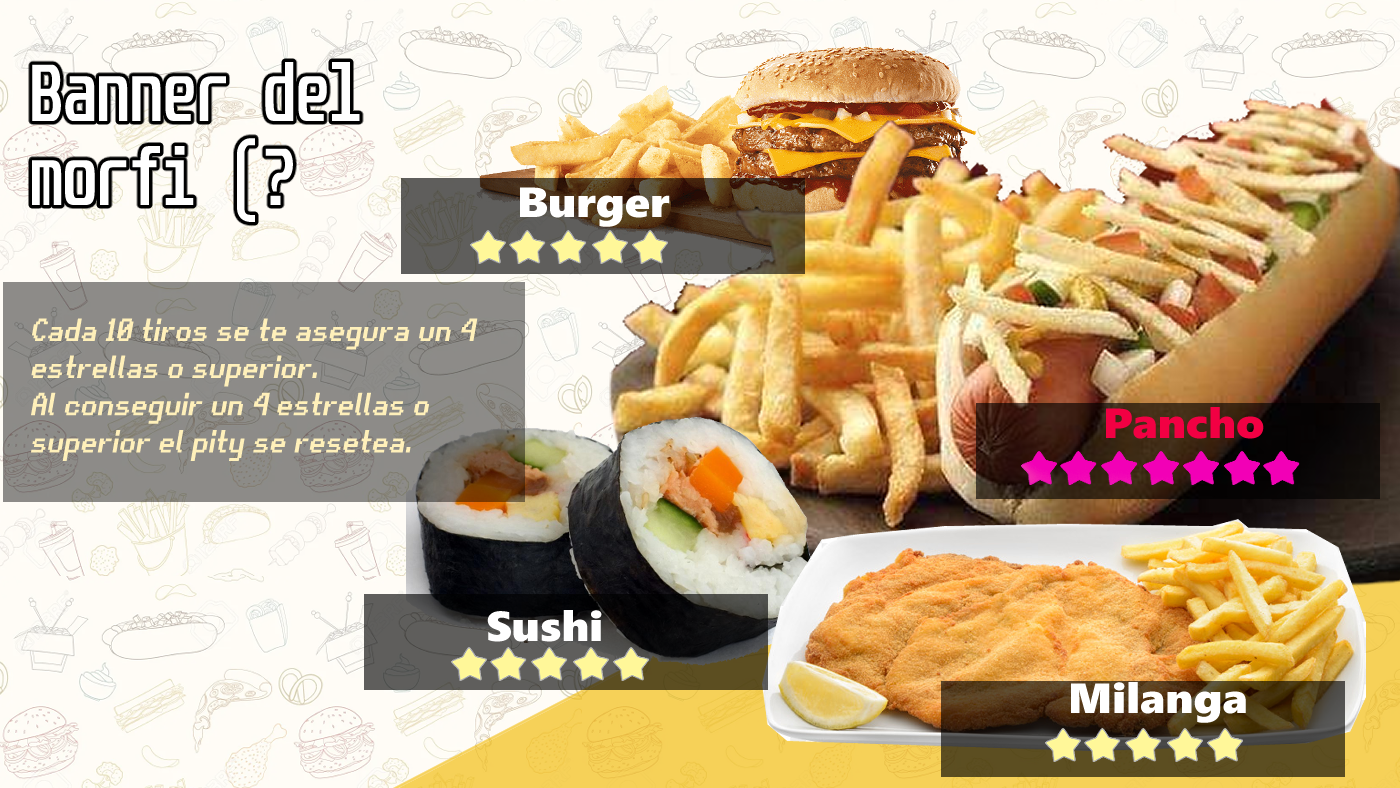 Banner del
morfi (?
Burger
Cada 10 tiros se te asegura un 4
estrellas o superior.
Al conseguir un 4 estrellas o
superior el pity se resetea.
Pancho
Sushi
Milanga